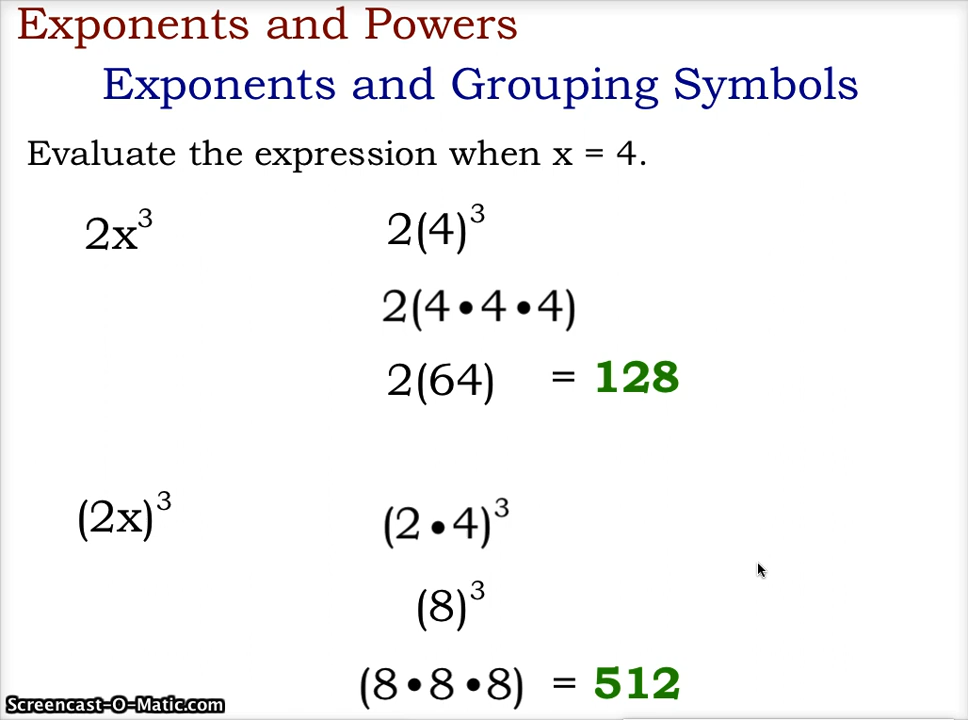 Exponents and Powers
Exponents and Grouping Symbols
Evaluate the expression when x = 4.
2x³ 2(4)³
2(4•4•4)
2(64) = 128
(2x)³ (2•4)³
(8)³
(8•8•8) = 512
Screencast-O-Matic.com